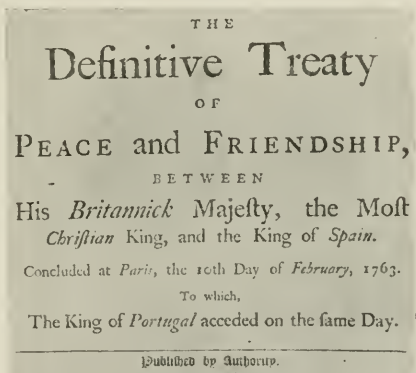 THE
Definitive Treaty
OF
PEACE and FRIENDSHIP,
BETWEEN
His Britannick Majeſty, the Moſt
Chriſtian King, and the King of Spain.
Concluded at Paris, the 10th Day of February, 1763.
To which,
The King of Portugal acceded on the ſame Day.
Publiſhed by Authority.